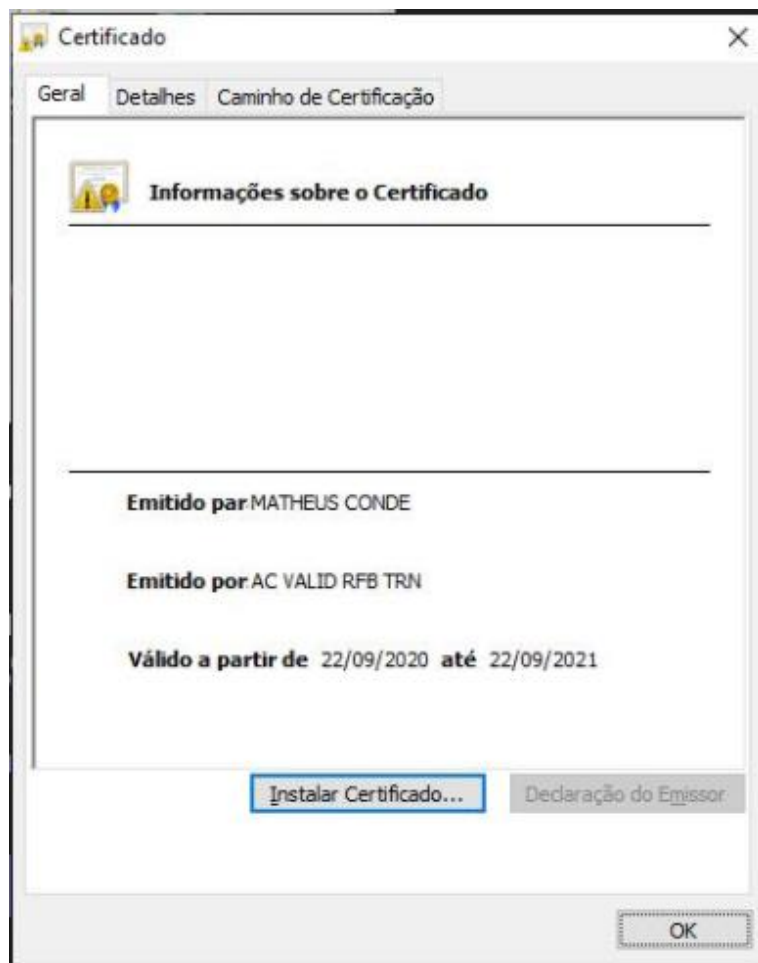 Certificado
Geral Detalhes Caminho de Certificação
Informações sobre o Certificado
Emitido par MATHEUS CONDE
Emitido por AC VALID RFB TRN
Válido a partir de 22/09/2020 até 22/09/2021
Instalar Certificado... Declaração do Emissor
OK